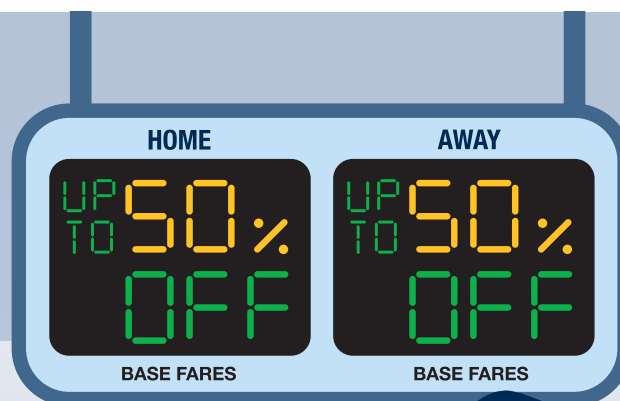 HOME
UP TO 50%
OFF
BASE FARES
AWAY
UP TO 50%
OFF
BASE FARES